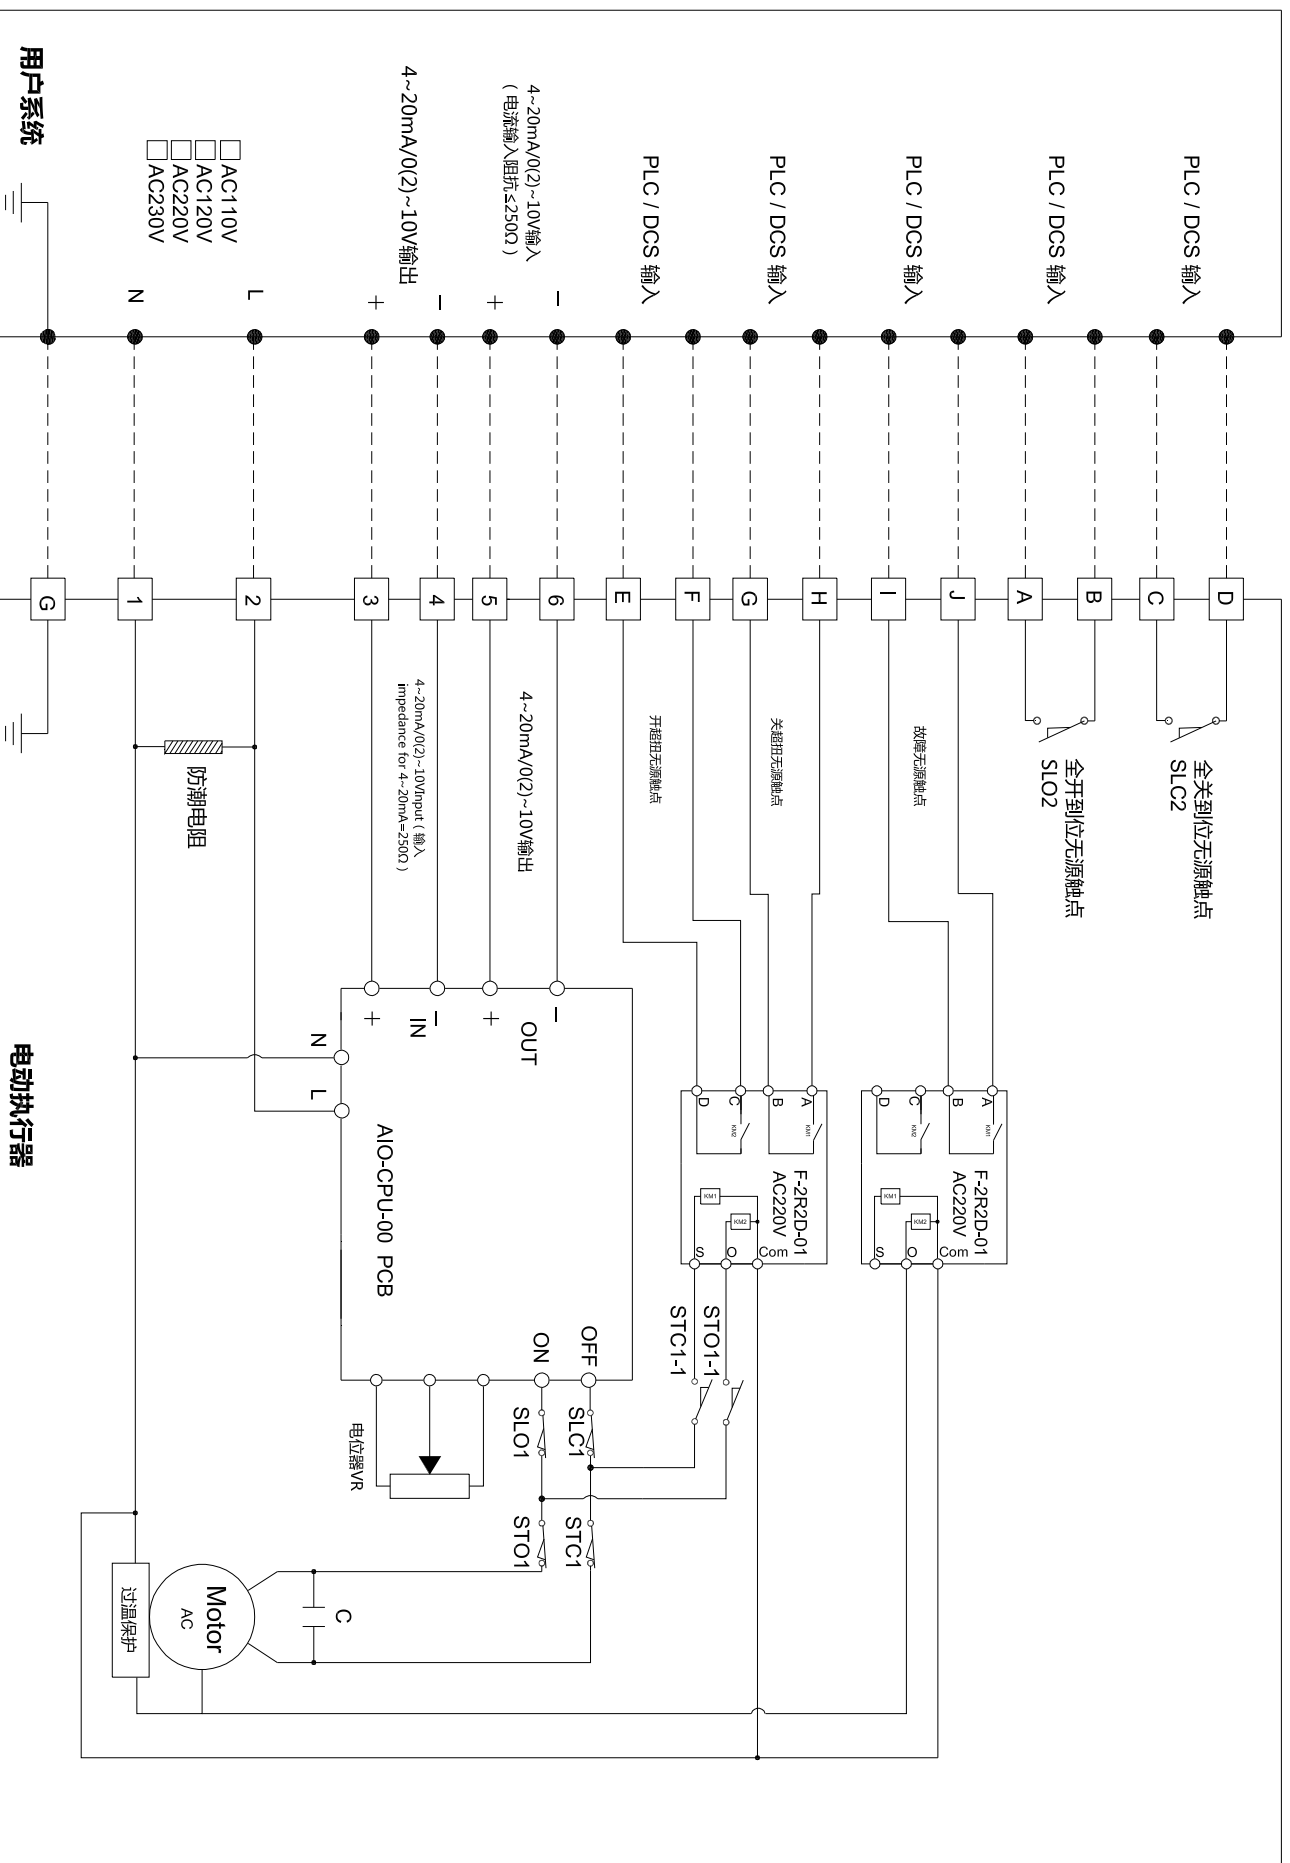 用户系统
AC110V
AC120V
AC220V
AC230V
N
L
4~20mA/0(2)~10V输出
+
-
4~20mA/0(2)~10V输入
（电流输入阻抗≤250Ω）
+
-
PLC / DCS 输入
PLC / DCS 输入
PLC / DCS 输入
PLC / DCS 输入
PLC / DCS 输入
G
1
2
3
4
5
6
E
F
G
H
I
J
A
B
C
D
防潮电阻
4~20mA/0(2)~10VInput（输入
impedance for 4~20mA=250Ω）
4~20mA/0(2)~10V输出
开超扭无源触点
关超扭无源触点
故障无源触点
全开到位无源触点
SLO2
全关到位无源触点
SLC2
电动执行器
N
L
+
-
IN
+
-
OUT
AIO-CPU-00 PCB
ON
OFF
D
C
B
A
KM2
KM1
F-2R2D-01
AC220V
KM1
KM2
S
O
Com
D
C
B
A
KM2
KM1
F-2R2D-01
AC220V
KM1
KM2
S
O
Com
STO1-1
STC1-1
电位器VR
SLO1
SLC1
STO1
STC1
过温保护
Motor
AC
C